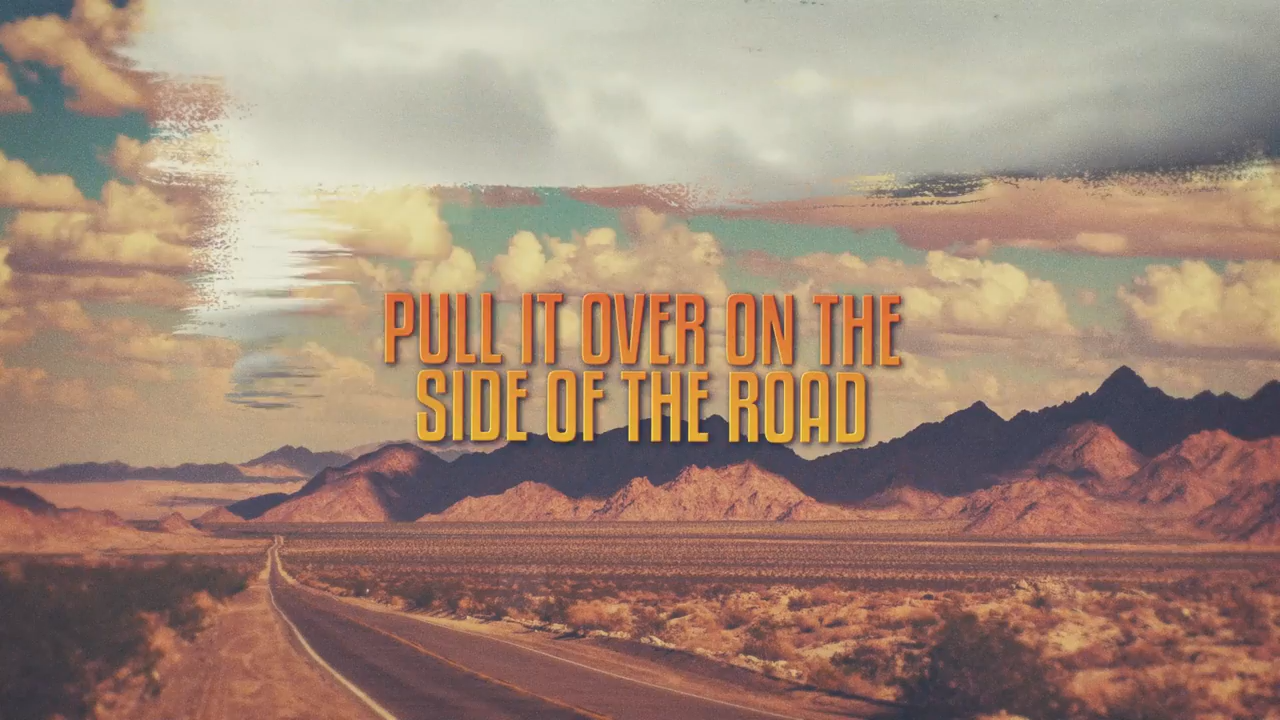 PULL IT OVER ON THE
SIDE OF THE ROAD